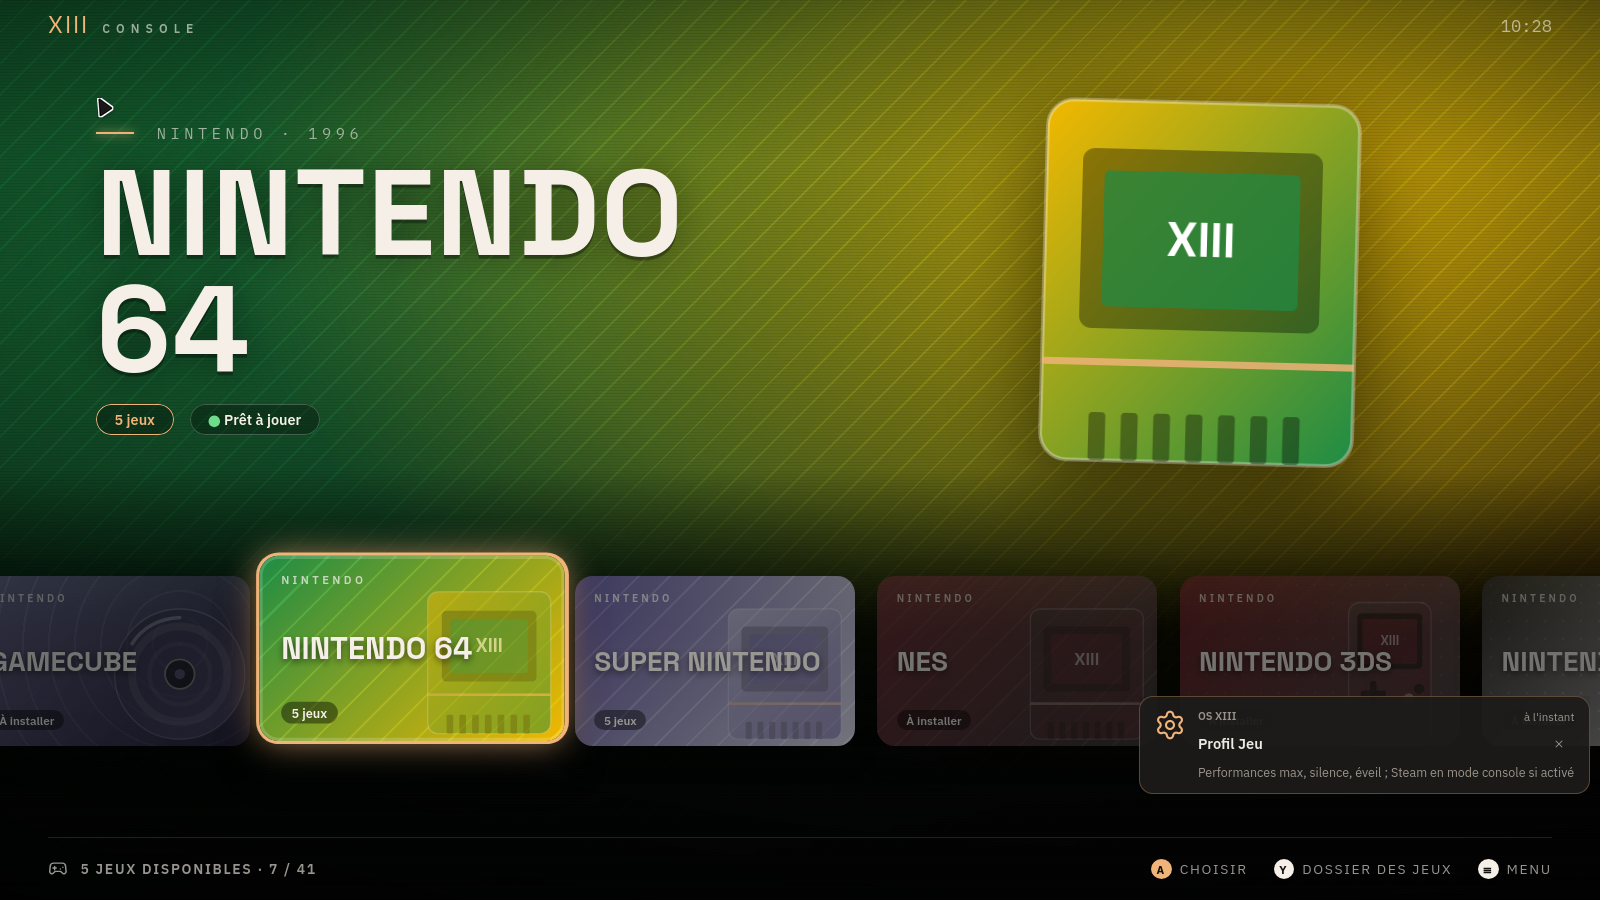 XIII CONSOLE
10:28
NINTENDO · 1996
NINTENDO
64
5 jeux
Prêt à jouer
XIII
INTENDO
GAMECUBE
À installer
NINTENDO
NINTENDO 64
XIII
5 jeux
NINTENDO
SUPER NINTENDO
5 jeux
NINTENDO
NES
XIII
À installer
NINTENDO
NINTENDO 3DS
XIII
NINTENDO
NINTEN
OS XIII
à l'instant
Profil Jeu
×
Performances max, silence, éveil ; Steam en mode console si activé
5 JEUX DISPONIBLES · 7 / 41
A CHOISIR
Y DOSSIER DES JEUX
≡ MENU